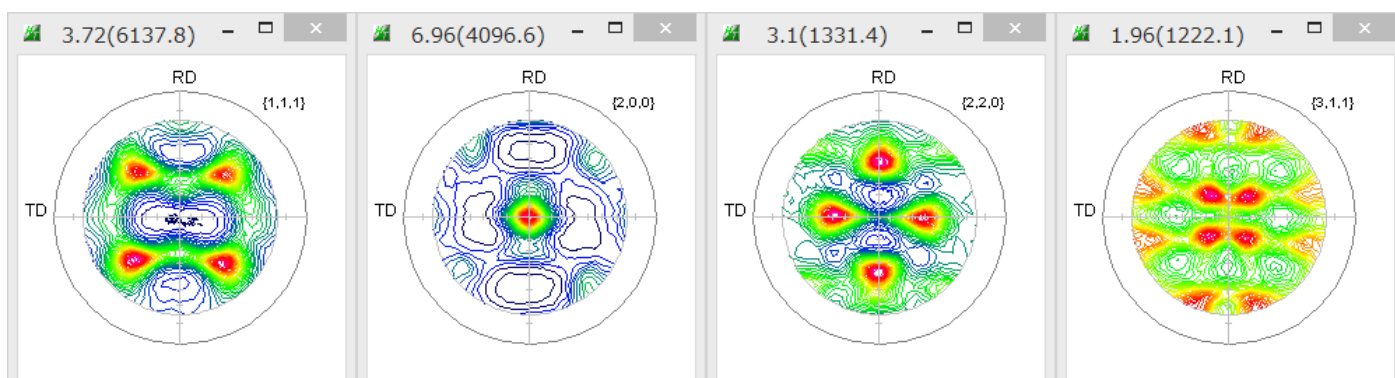 3.72(6137.8)
RD
{1,1,1}
TD
6.96(4096.6)
RD
{2,0,0}
TD
3.1(1331.4)
RD
{2,2,0}
TD
1.96(1222.1)
RD
{3,1,1}
TD